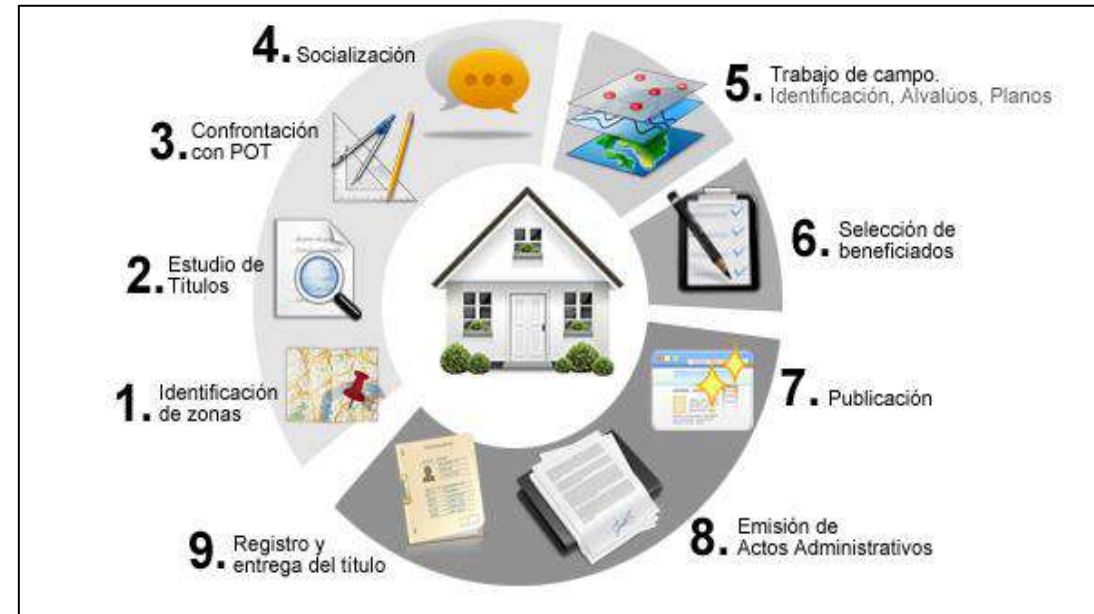 1. Identificación
de zonas
2. Estudio de
Títulos
3. Confrontación
con POT
4. Socialización
5. Trabajo de campo.
Identificación, Alvalúos, Planos
6. Selección de
beneficiados
7. Publicación
8. Emisión de
Actos Administrativos
9. Registro y
entrega del título